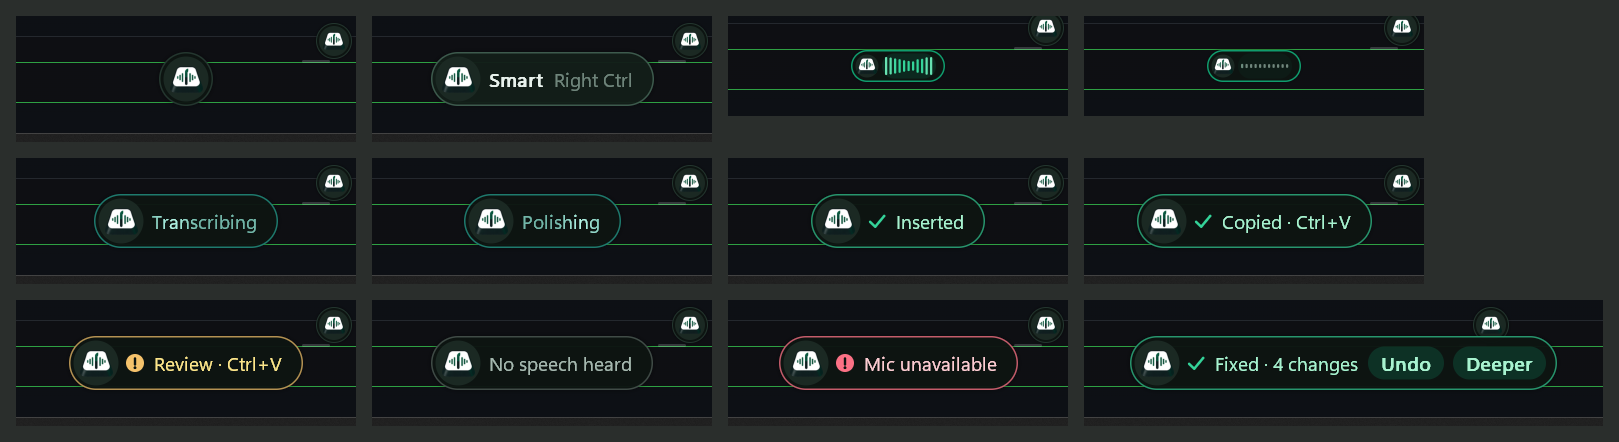 Smart Right Ctrl
Transcribing
Polishing
Inserted
Copied · Ctrl+V
Review · Ctrl+V
No speech heard
Mic unavailable
Fixed · 4 changes Undo Deeper